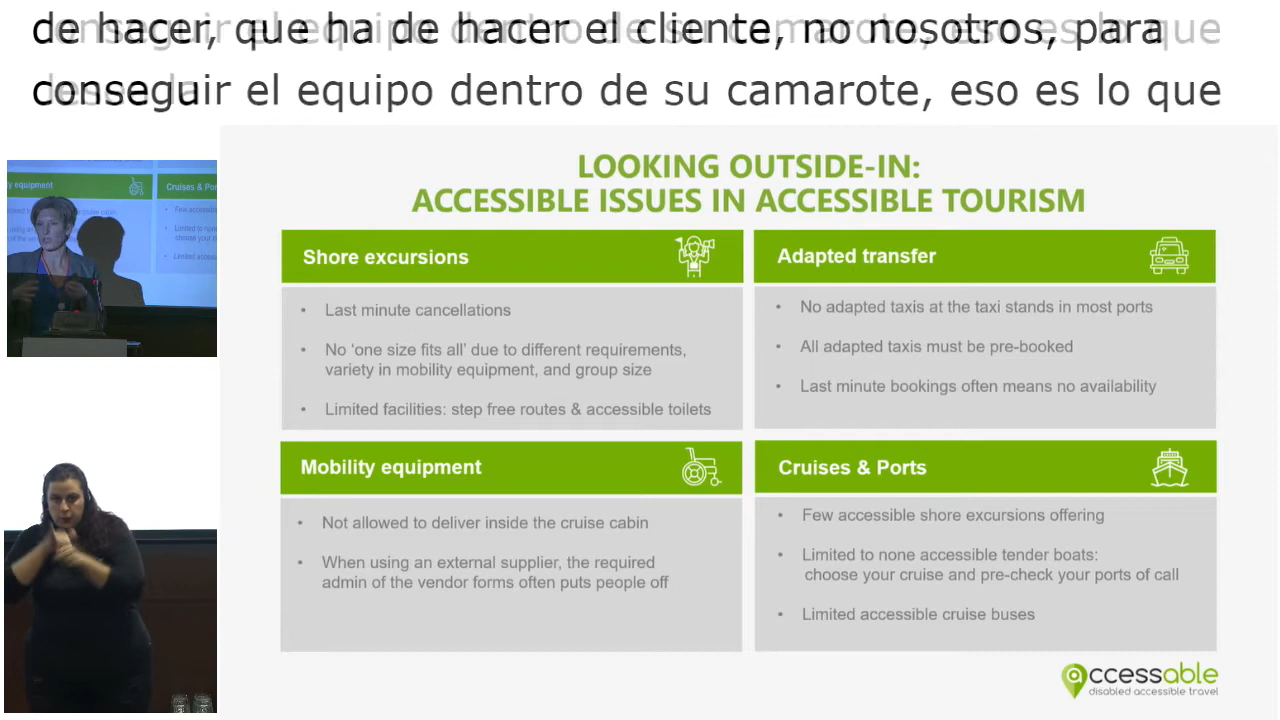 de hacer, que ha de hacer el cliente, no nosotros, para
conseguir el equipo dentro de su camarote, eso es lo que
LOOKING OUTSIDE-IN:
ACCESSIBLE ISSUES IN ACCESSIBLE TOURISM
Shore excursions
• Last minute cancellations
• No ‘one size fits all’ due to different requirements,
variety in mobility equipment, and group size
• Limited facilities: step free routes & accessible toilets
Adapted transfer
• No adapted taxis at the taxi stands in most ports
• All adapted taxis must be pre-booked
• Last minute bookings often means no availability
Mobility equipment
• Not allowed to deliver inside the cruise cabin
• When using an external supplier, the required
admin of the vendor forms often puts people off
Cruises & Ports
• Few accessible shore excursions offering
• Limited to none accessible tender boats:
choose your cruise and pre-check your ports of call
• Limited accessible cruise buses
accessable
disabled accessible travel